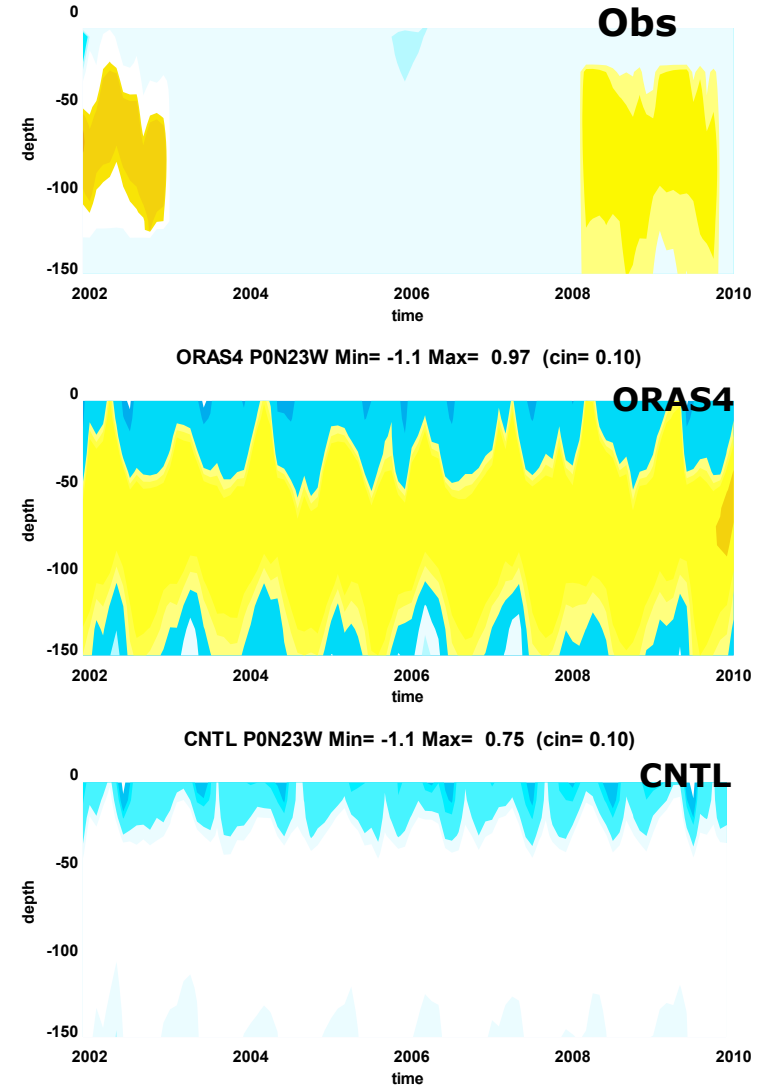 Obs
0
-50
-100
-150
depth
2002 2004 2006 2008 2010
time
ORAS4 P0N23W Min= -1.1 Max= 0.97 (cin= 0.10)
ORAS4
0
-50
-100
-150
depth
2002 2004 2006 2008 2010
time
CNTL P0N23W Min= -1.1 Max= 0.75 (cin= 0.10)
CNTL
0
-50
-100
-150
depth
2002 2004 2006 2008 2010
time